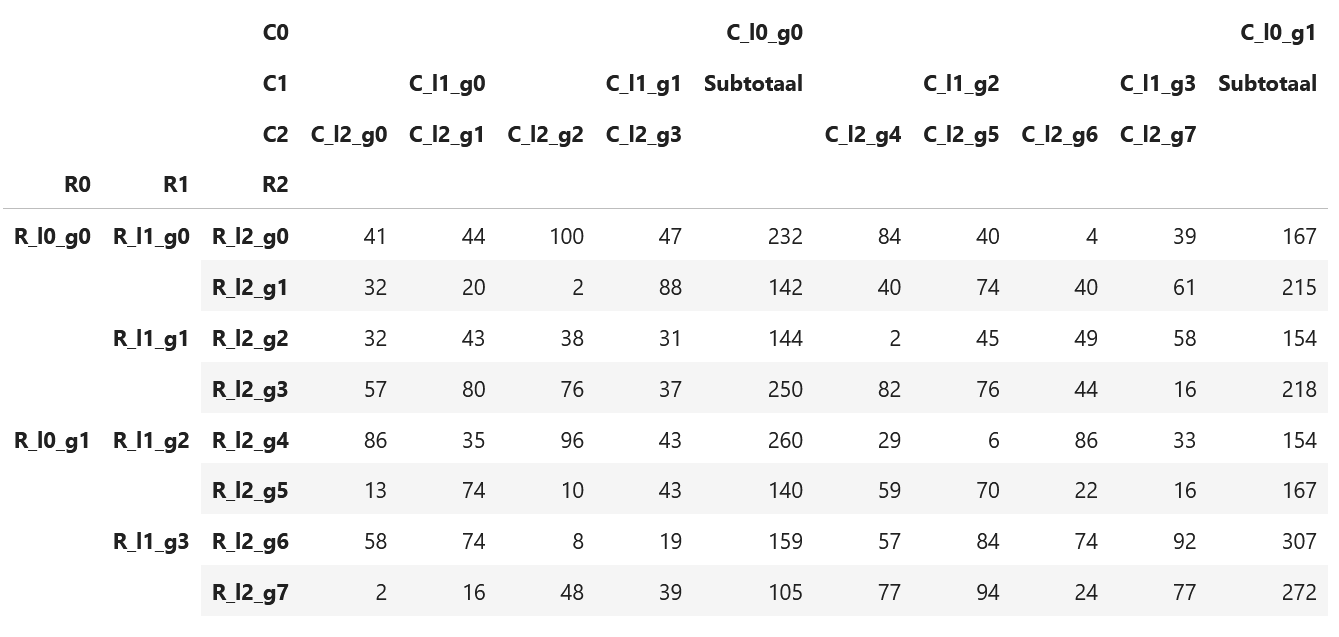 C0 C_l0_g0 C_l0_g1
C1 C_l1_g0 C_l1_g1 Subtotaal C_l1_g2 C_l1_g3 Subtotaal
C2 C_l2_g0 C_l2_g1 C_l2_g2 C_l2_g3 C_l2_g4 C_l2_g5 C_l2_g6 C_l2_g7
R0 R1 R2
R_l0_g0 R_l1_g0 R_l2_g0 41 44 100 47 232 84 40 4 39 167
R_l2_g1 32 20 2 88 142 40 74 40 61 215
R_l1_g1 R_l2_g2 32 43 38 31 144 2 45 49 58 154
R_l2_g3 57 80 76 37 250 82 76 44 16 218
R_l0_g1 R_l1_g2 R_l2_g4 86 35 96 43 260 29 6 86 33 154
R_l2_g5 13 74 10 43 140 59 70 22 16 167
R_l1_g3 R_l2_g6 58 74 8 19 159 57 84 74 92 307
R_l2_g7 2 16 48 39 105 77 94 24 77 272